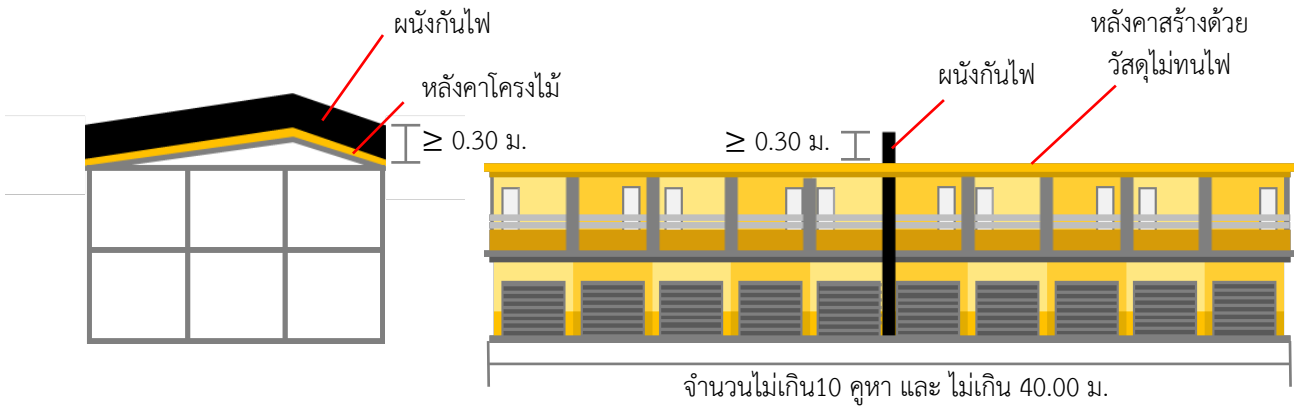 ผนังกันไฟ
หลังคาโครงไม้
≥ 0.30 ม.
หลังคาสร้างด้วย
วัสดุไม่ทนไฟ
ผนังกันไฟ
≥ 0.30 ม.
จำนวนไม่เกิน10 คูหา และ ไม่เกิน 40.00 ม.